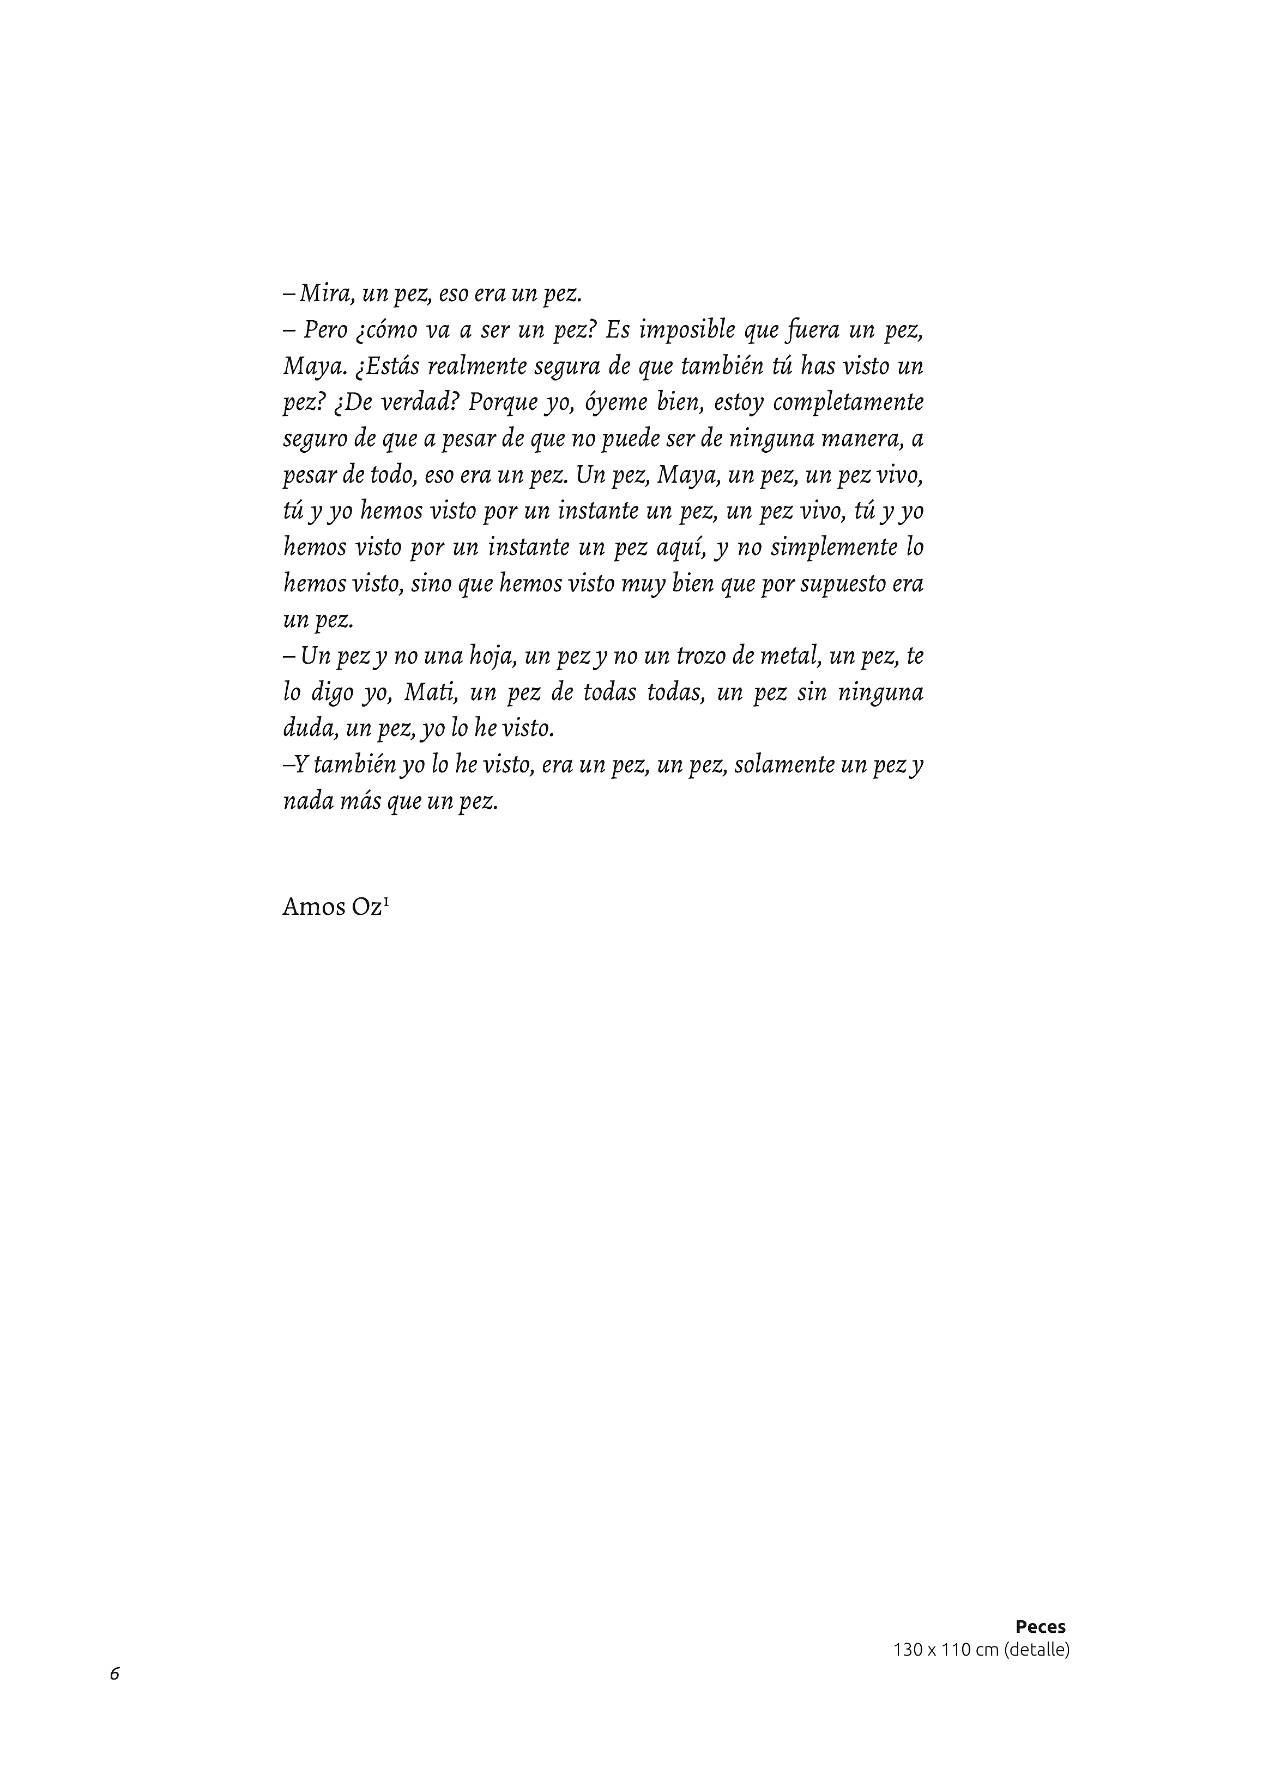 – Mira, un pez, eso era un pez.
– Pero ¿cómo va a ser un pez? Es imposible que fuera un pez,
Maya. ¿Estás realmente segura de que también tú has visto un
pez? ¿De verdad? Porque yo, óyeme bien, estoy completamente
seguro de que a pesar de que no puede ser de ninguna manera, a
pesar de todo, eso era un pez. Un pez, Maya, un pez, un pez vivo,
tú y yo hemos visto por un instante un pez, un pez vivo, tú y yo
hemos visto por un instante un pez aquí, y no simplemente lo
hemos visto, sino que hemos visto muy bien que por supuesto era
un pez.
– Un pez y no una hoja, un pez y no un trozo de metal, un pez, te
lo digo yo, Mati, un pez de todas todas, un pez sin ninguna
duda, un pez, yo lo he visto.
–Y también yo lo he visto, era un pez, un pez, solamente un pez y
nada más que un pez.
Amos Oz¹
Peces
130 x 110 cm (detalle)
6